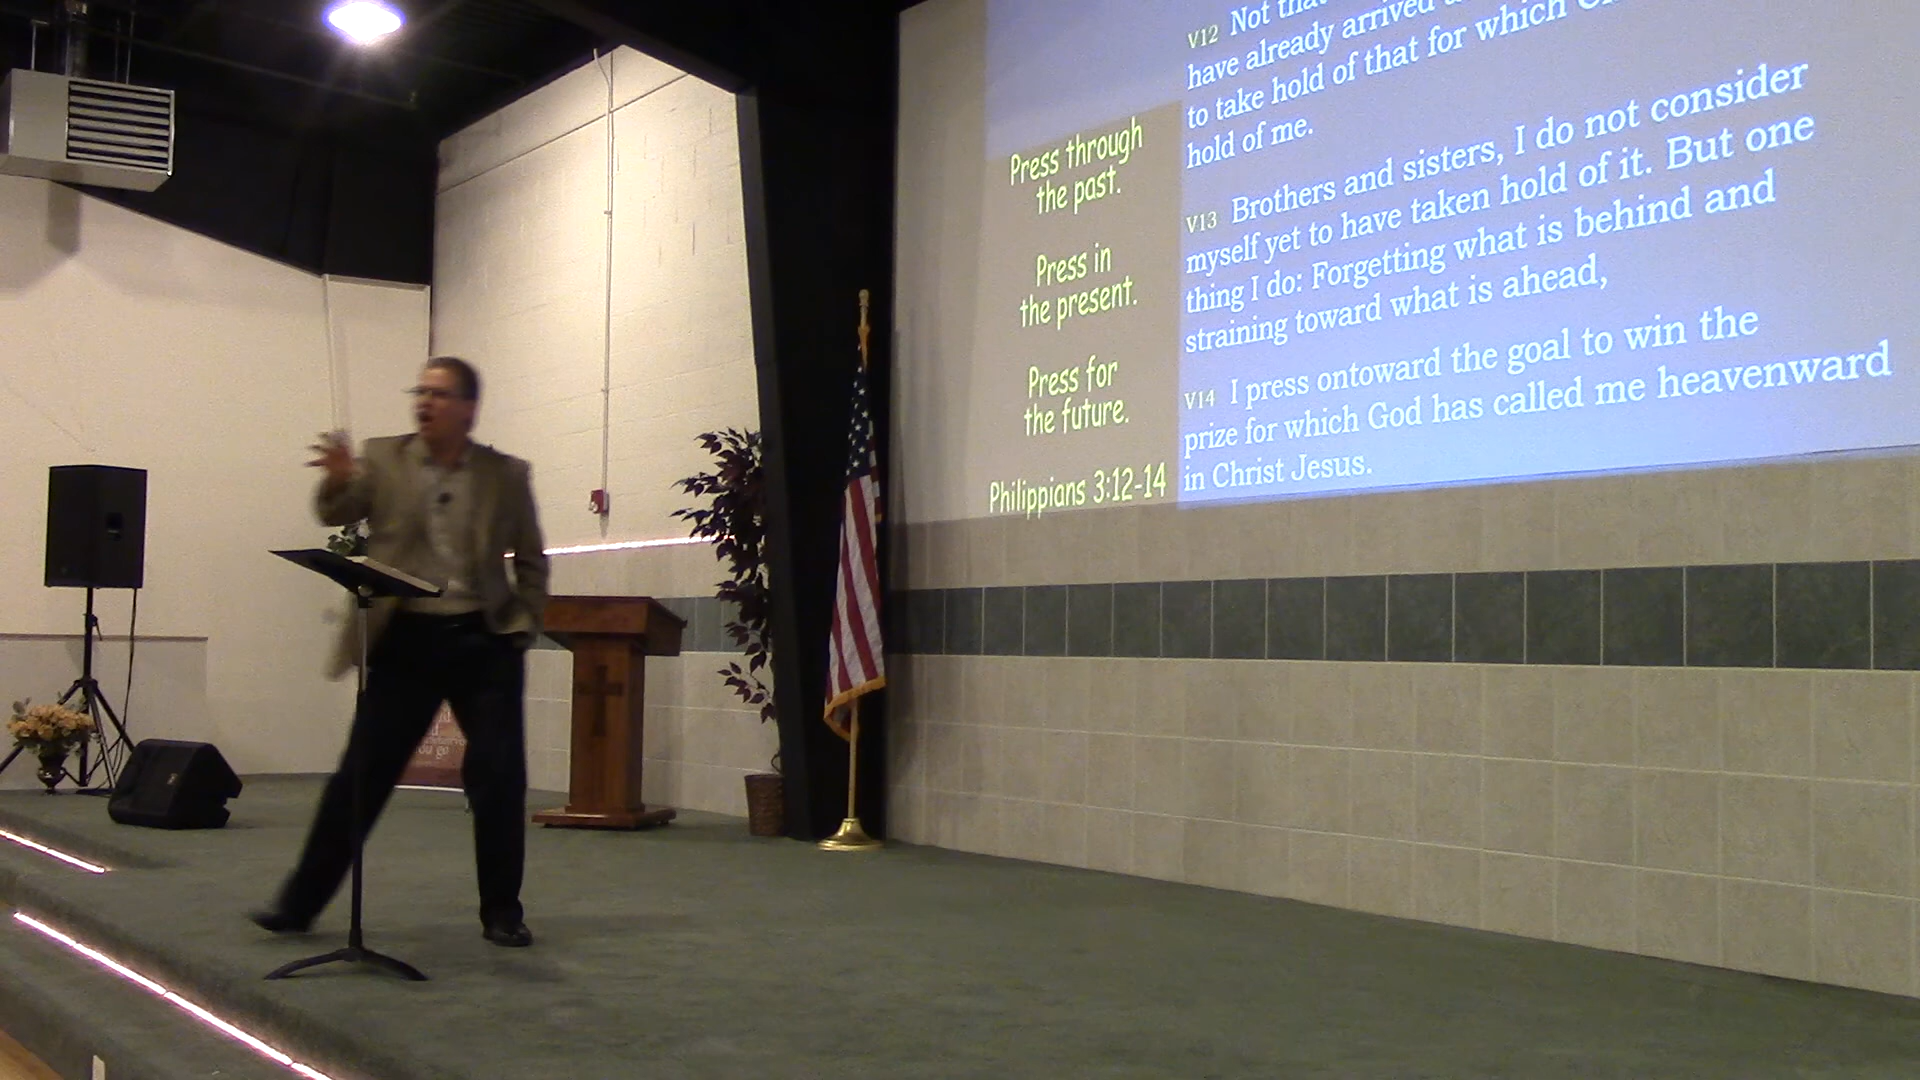 Press through
the past.
Press in
the present.
Press for
the future.
Philippians 3:12-14
V12 Not that
have already arrived
to take hold of that for which
hold of me.
V13 Brothers and sisters, I do not consider
myself yet to have taken hold of it. But one
thing I do: Forgetting what is behind and
straining toward what is ahead,
V14 I press ontoward the goal to win the
prize for which God has called me heavenward
in Christ Jesus.
you go